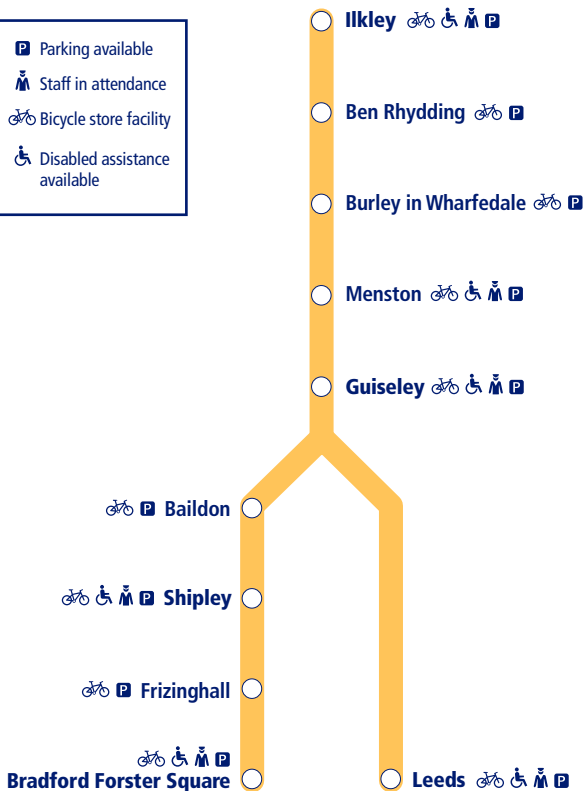 P Parking available
Staff in attendance
Bicycle store facility
Disabled assistance
available
Ilkley P
Ben Rhydding P
Burley in Wharfedale P
Menston P
Guiseley P
P Baildon
P Shipley
P Frizinghall
P
Bradford Forster Square
Leeds P